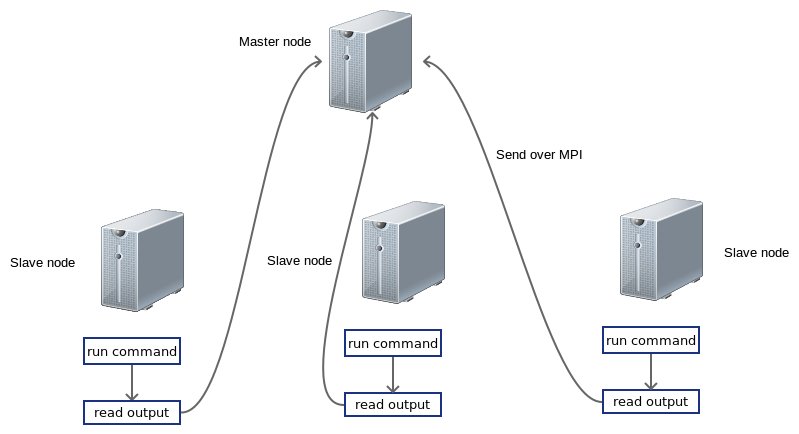 Master node
Send over MPI
Slave node
Slave node
Slave node
run command
run command
run command
read output
read output
read output